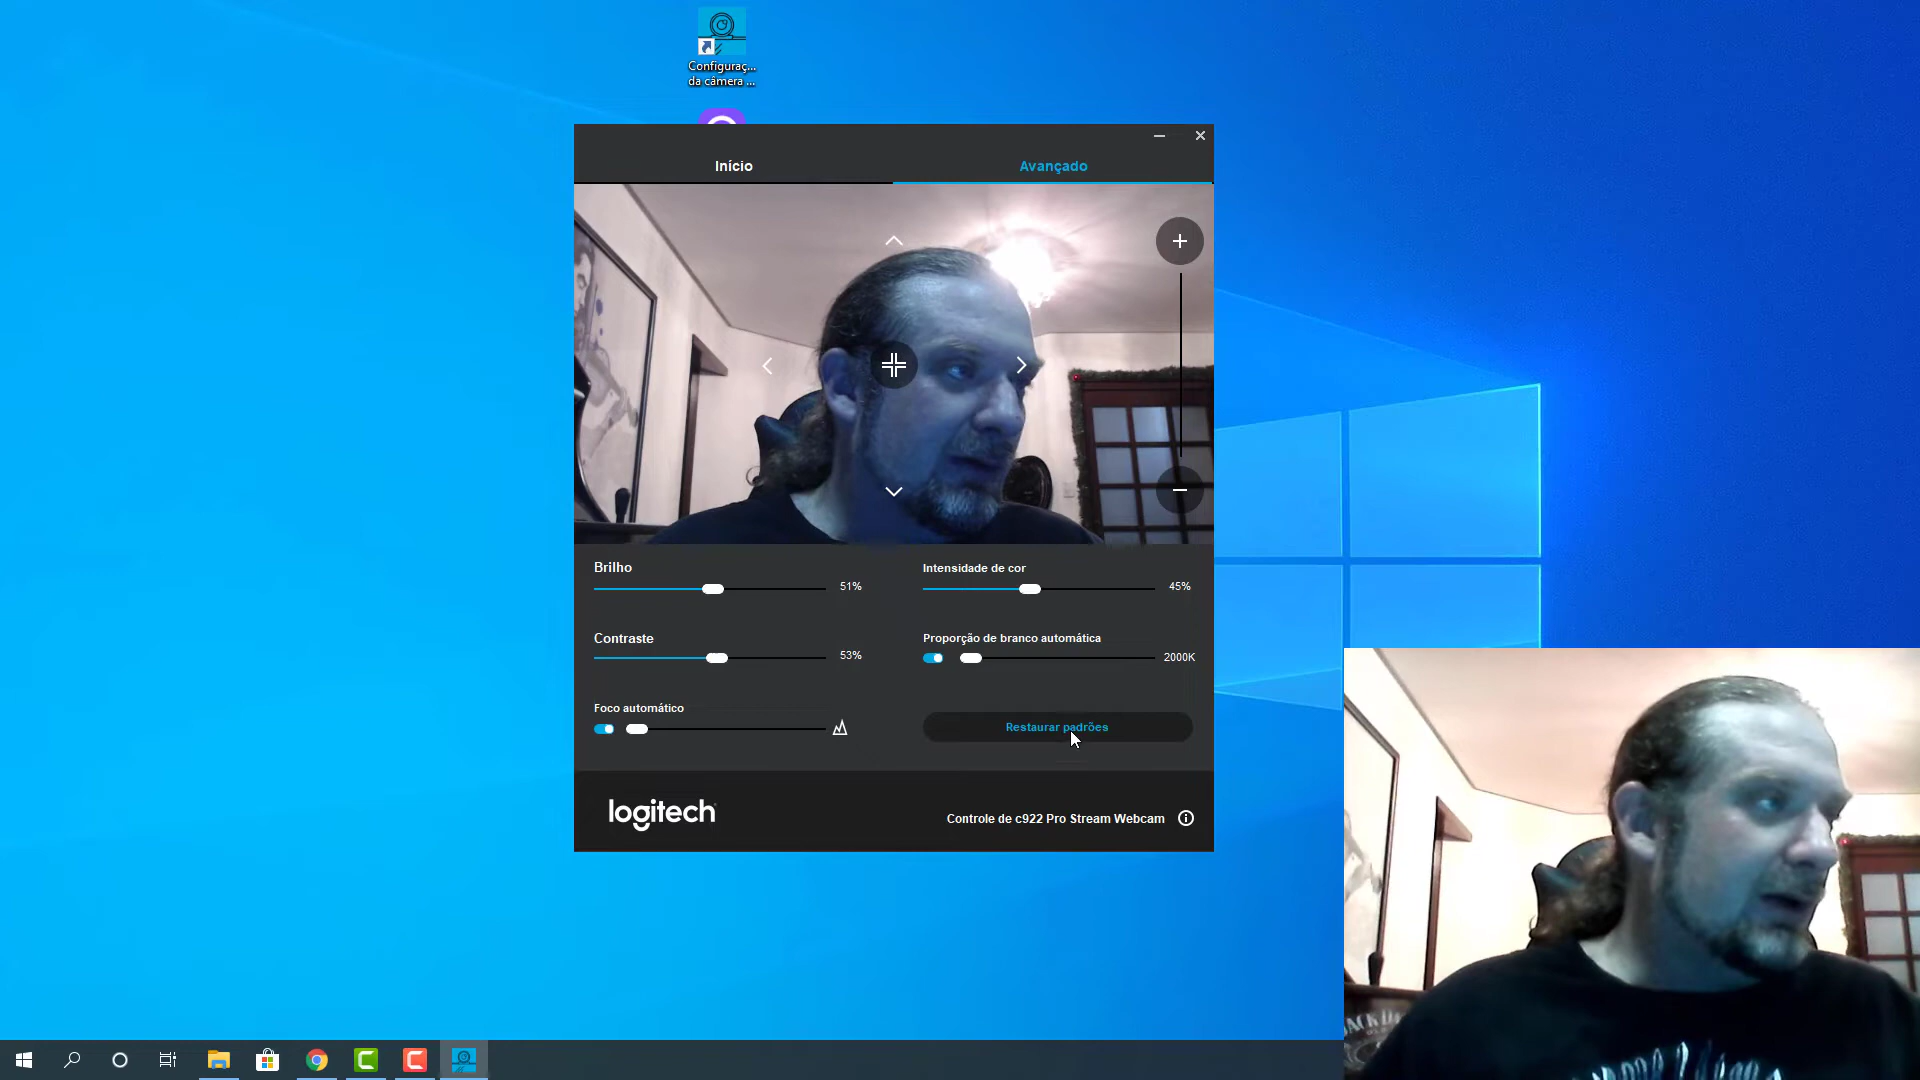 Configuraç...
da câmera ...
Início
Avançado
Brilho
51%
Intensidade de cor
45%
Contraste
53%
Proporção de branco automática
2000K
Foco automático
Restaurar padrões
logitech
Controle de c922 Pro Stream Webcam